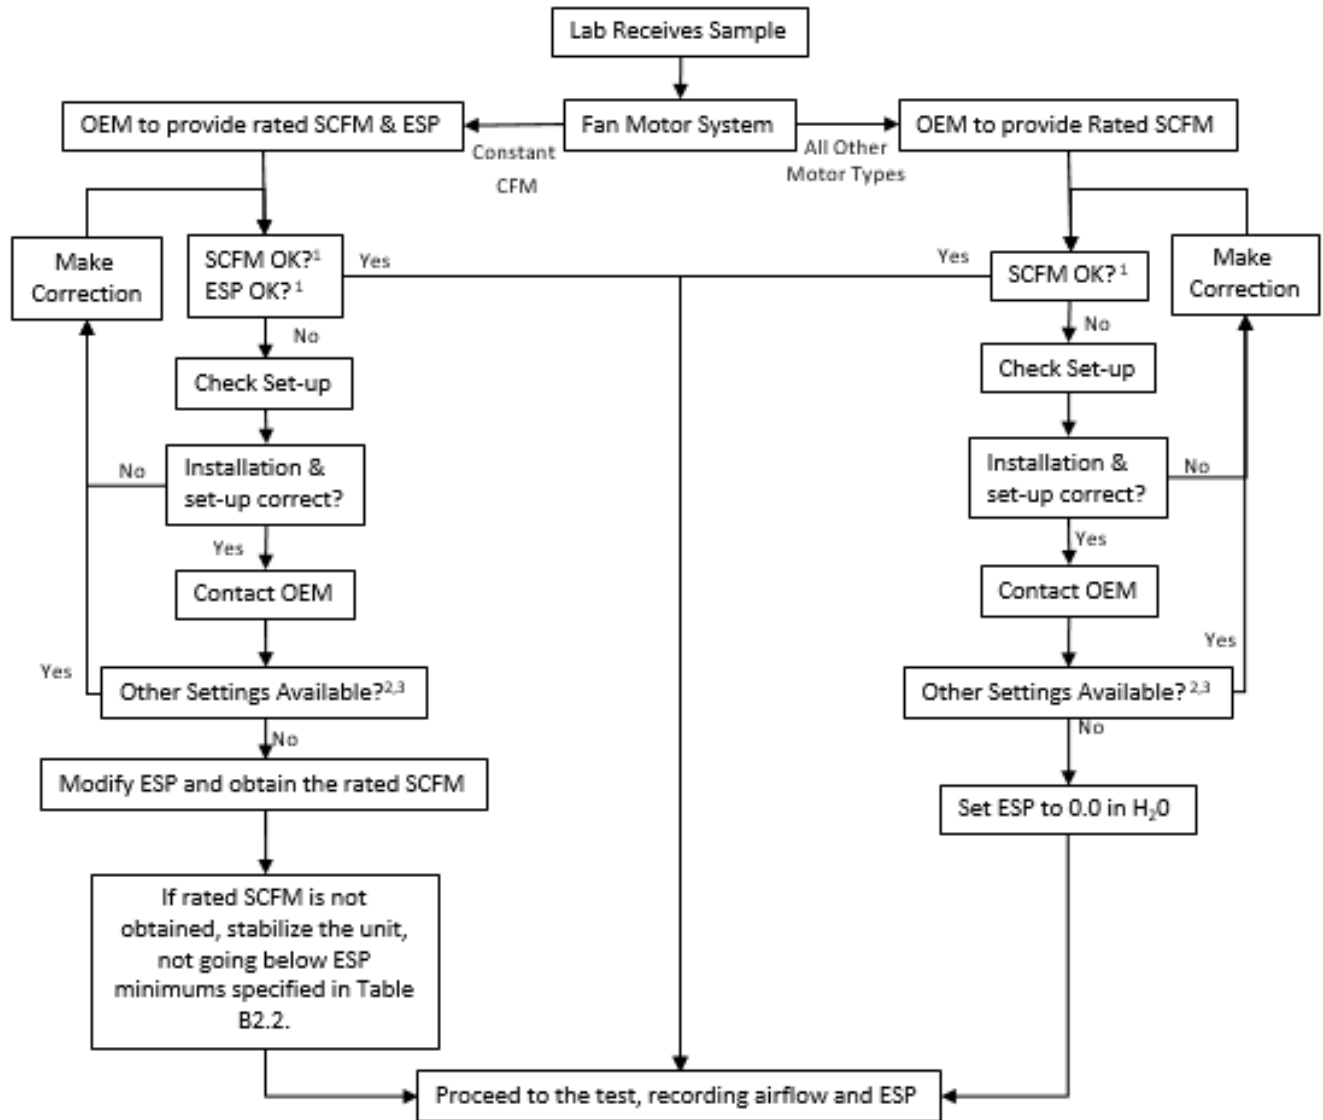 Lab Receives Sample
OEM to provide rated SCFM & ESP
Fan Motor System
OEM to provide Rated SCFM
Constant
CFM
All Other
Motor Types
Make
Correction
SCFM OK?¹
ESP OK? ¹
Yes
Yes
SCFM OK? ¹
Make
Correction
No
No
Check Set-up
Check Set-up
Installation &
set-up correct?
No
Installation &
set-up correct?
No
Yes
Yes
Contact OEM
Contact OEM
Yes
Yes
Other Settings Available?²,³
Other Settings Available? ²,³
No
No
Modify ESP and obtain the rated SCFM
Set ESP to 0.0 in H₂0
If rated SCFM is not
obtained, stabilize the unit,
not going below ESP
minimums specified in Table
B2.2.
Proceed to the test, recording airflow and ESP